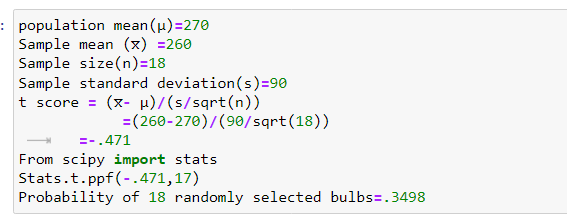 : population mean(μ)=270
Sample mean (x̄) =260
Sample size(n)=18
Sample standard deviation(s)=90
t score = (x̄- μ)/(s/sqrt(n))
=(260-270)/(90/sqrt(18))
⟶ =-.471
From scipy import stats
Stats.t.ppf(-.471,17)
Probability of 18 randomly selected bulbs=.3498